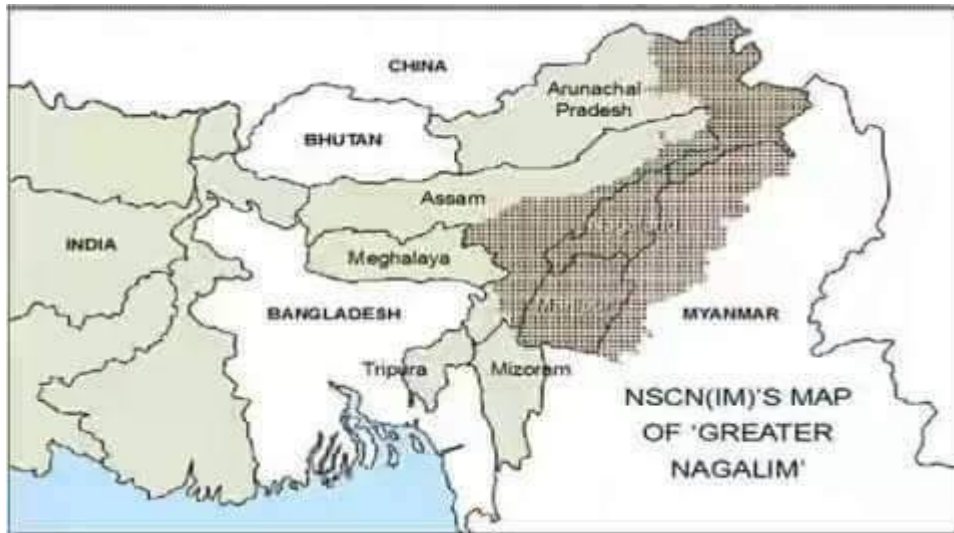 CHINA
Arunachal
Pradesh
BHUTAN
Assam
INDIA
Meghalaya
BANGLADESH
MYANMAR
Tripura
Mizoram
NSCN(IM)'S MAP
OF 'GREATER
NAGALIM'